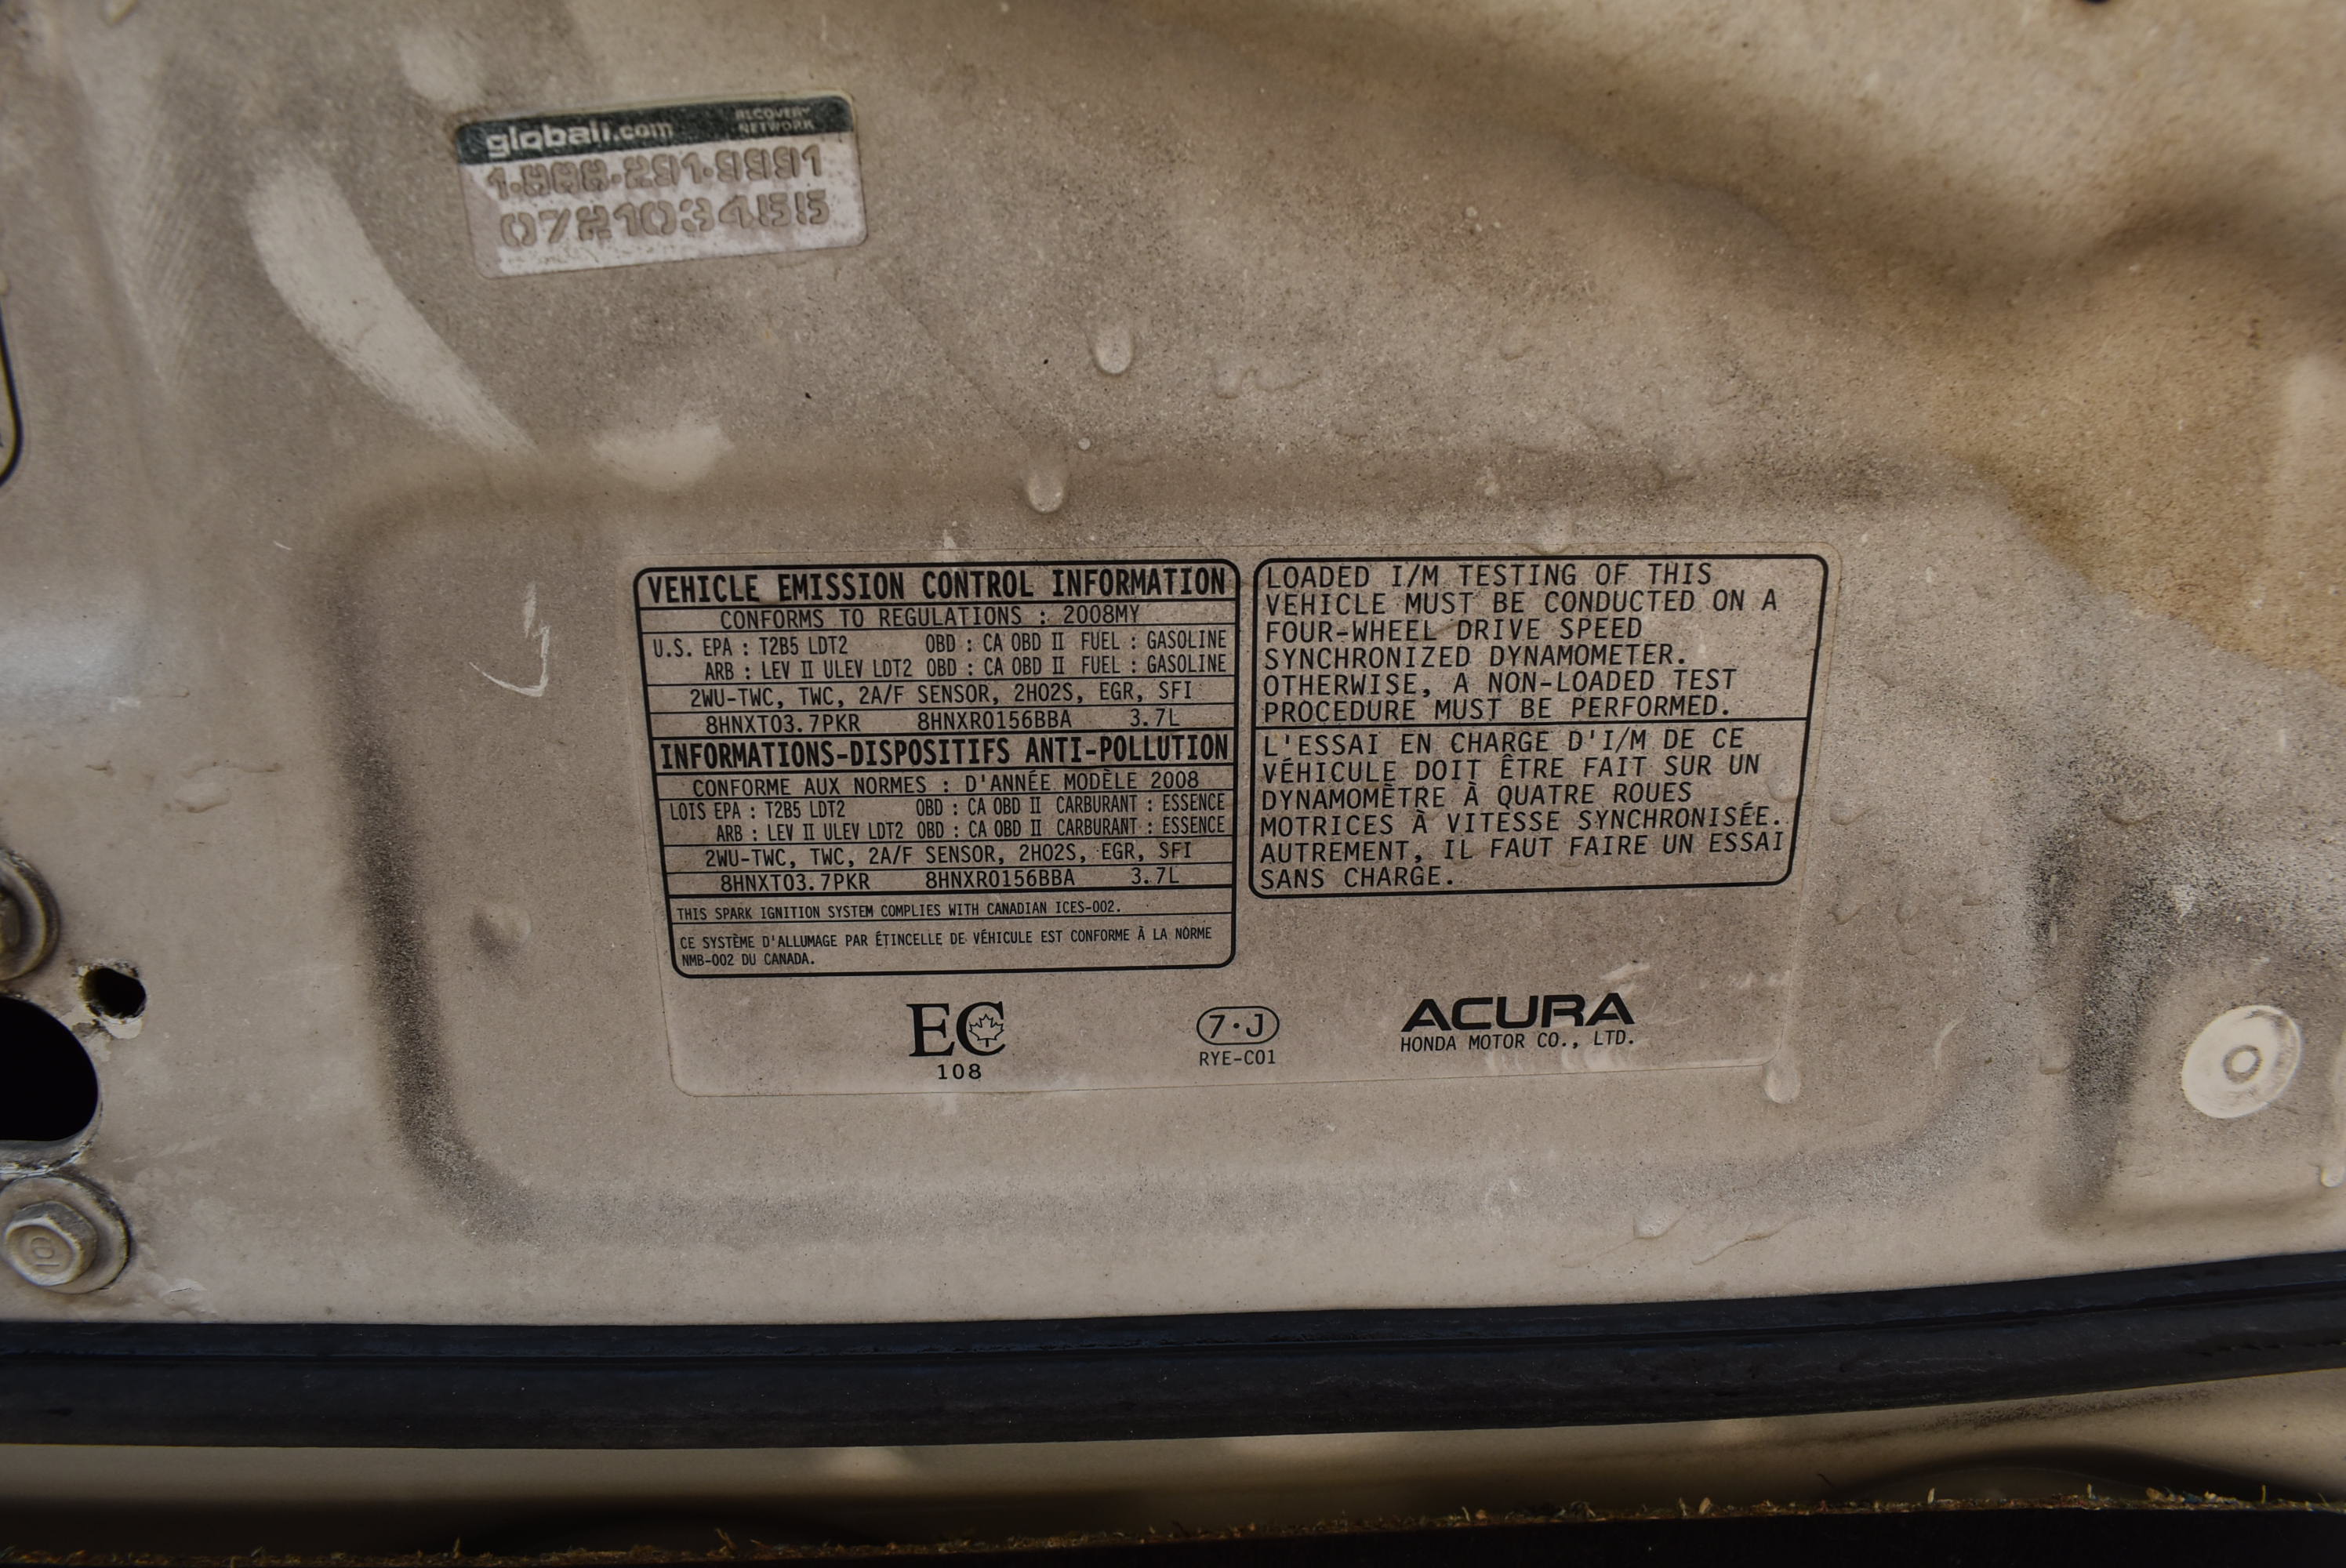 globali.com
RECOVERY
NETWORK
1·888·291·9991
072103455
VEHICLE EMISSION CONTROL INFORMATION
CONFORMS TO REGULATIONS : 2008MY
U.S. EPA : T2B5 LDT2 OBD : CA OBD II FUEL : GASOLINE
ARB : LEV II ULEV LDT2 OBD : CA OBD II FUEL : GASOLINE
2WU-TWC, TWC, 2A/F SENSOR, 2HO2S, EGR, SFI
8HNXT03.7PKR 8HNXR0156BBA 3.7L
INFORMATIONS-DISPOSITIFS ANTI-POLLUTION
CONFORME AUX NORMES : D'ANNÉE MODÈLE 2008
LOIS EPA : T2B5 LDT2 OBD : CA OBD II CARBURANT : ESSENCE
ARB : LEV II ULEV LDT2 OBD : CA OBD II CARBURANT : ESSENCE
2WU-TWC, TWC, 2A/F SENSOR, 2HO2S, EGR, SFI
8HNXT03.7PKR 8HNXR0156BBA 3.7L
THIS SPARK IGNITION SYSTEM COMPLIES WITH CANADIAN ICES-002.
CE SYSTÈME D'ALLUMAGE PAR ÉTINCELLE DE VÉHICULE EST CONFORME À LA NORME
NMB-002 DU CANADA.
LOADED I/M TESTING OF THIS
VEHICLE MUST BE CONDUCTED ON A
FOUR-WHEEL DRIVE SPEED
SYNCHRONIZED DYNAMOMETER.
OTHERWISE, A NON-LOADED TEST
PROCEDURE MUST BE PERFORMED.
L'ESSAI EN CHARGE D'I/M DE CE
VÉHICULE DOIT ÊTRE FAIT SUR UN
DYNAMOMÈTRE À QUATRE ROUES
MOTRICES À VITESSE SYNCHRONISÉE.
AUTREMENT, IL FAUT FAIRE UN ESSAI
SANS CHARGE.
EC
108
7·J
RYE-C01
ACURA
HONDA MOTOR CO., LTD.
10